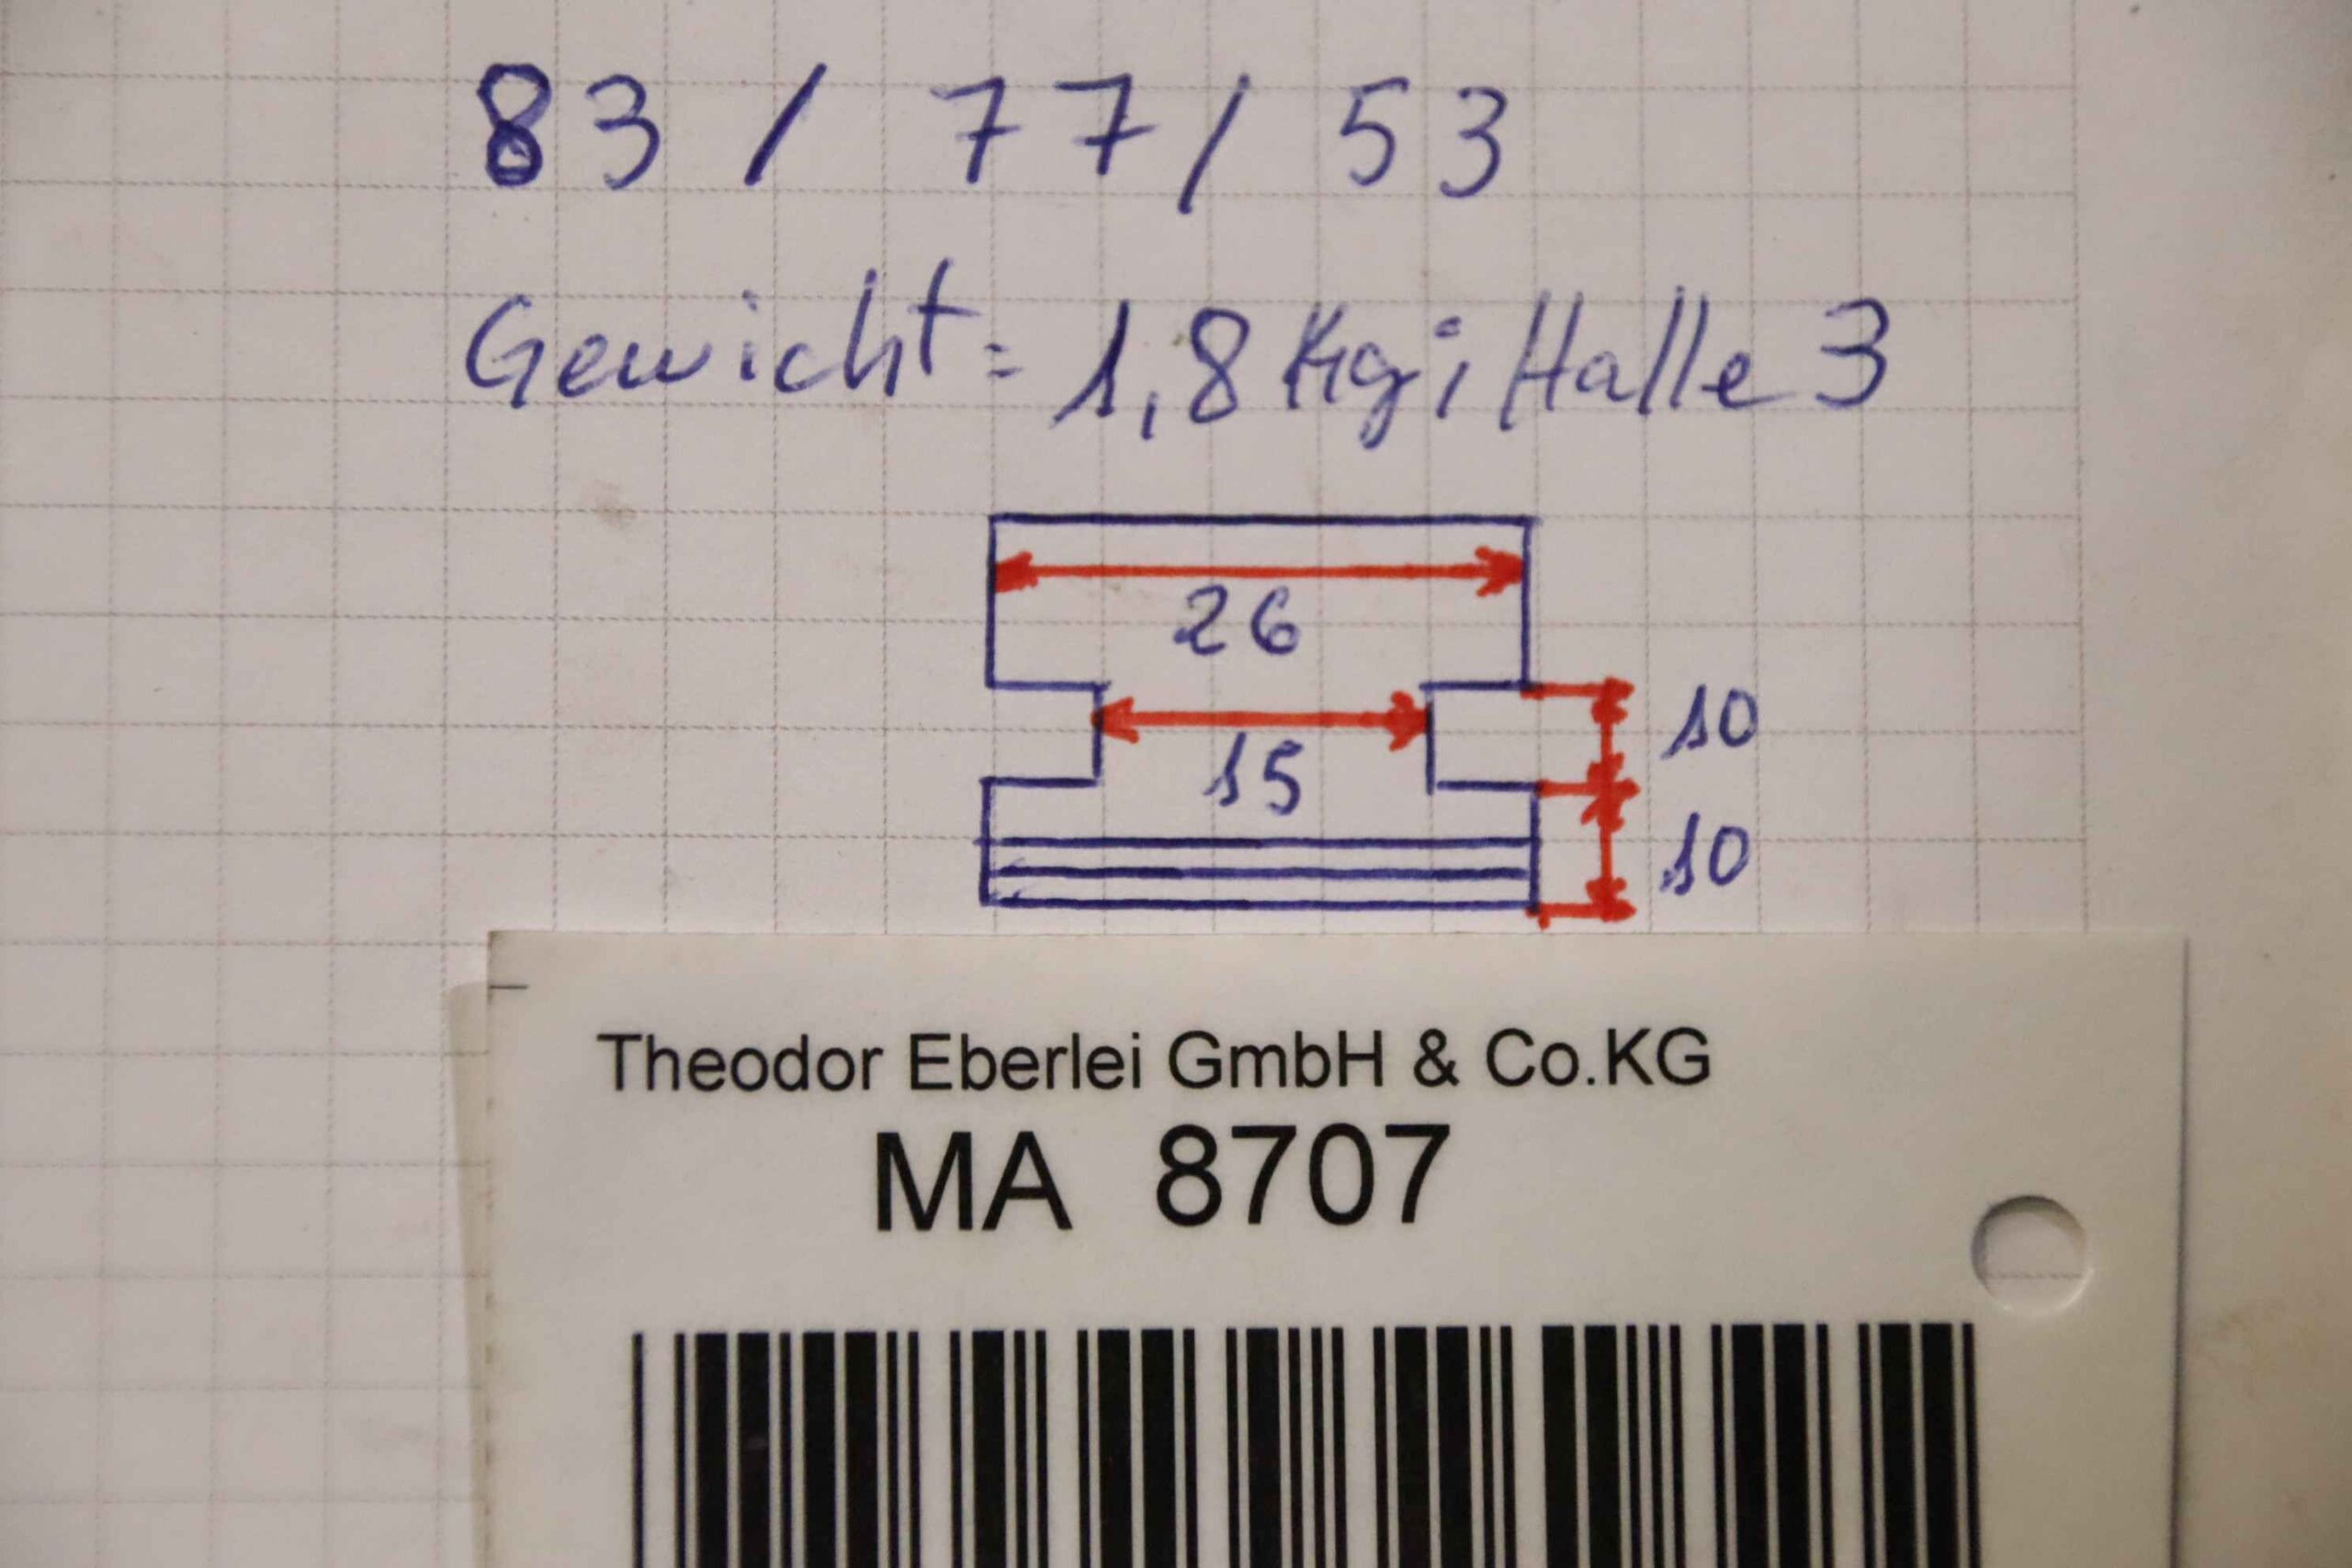 83 / 77 / 53
Gewicht = 1,8 Kg; Halle 3
26
10
15
10
Theodor Eberlei GmbH & Co.KG
MA 8707